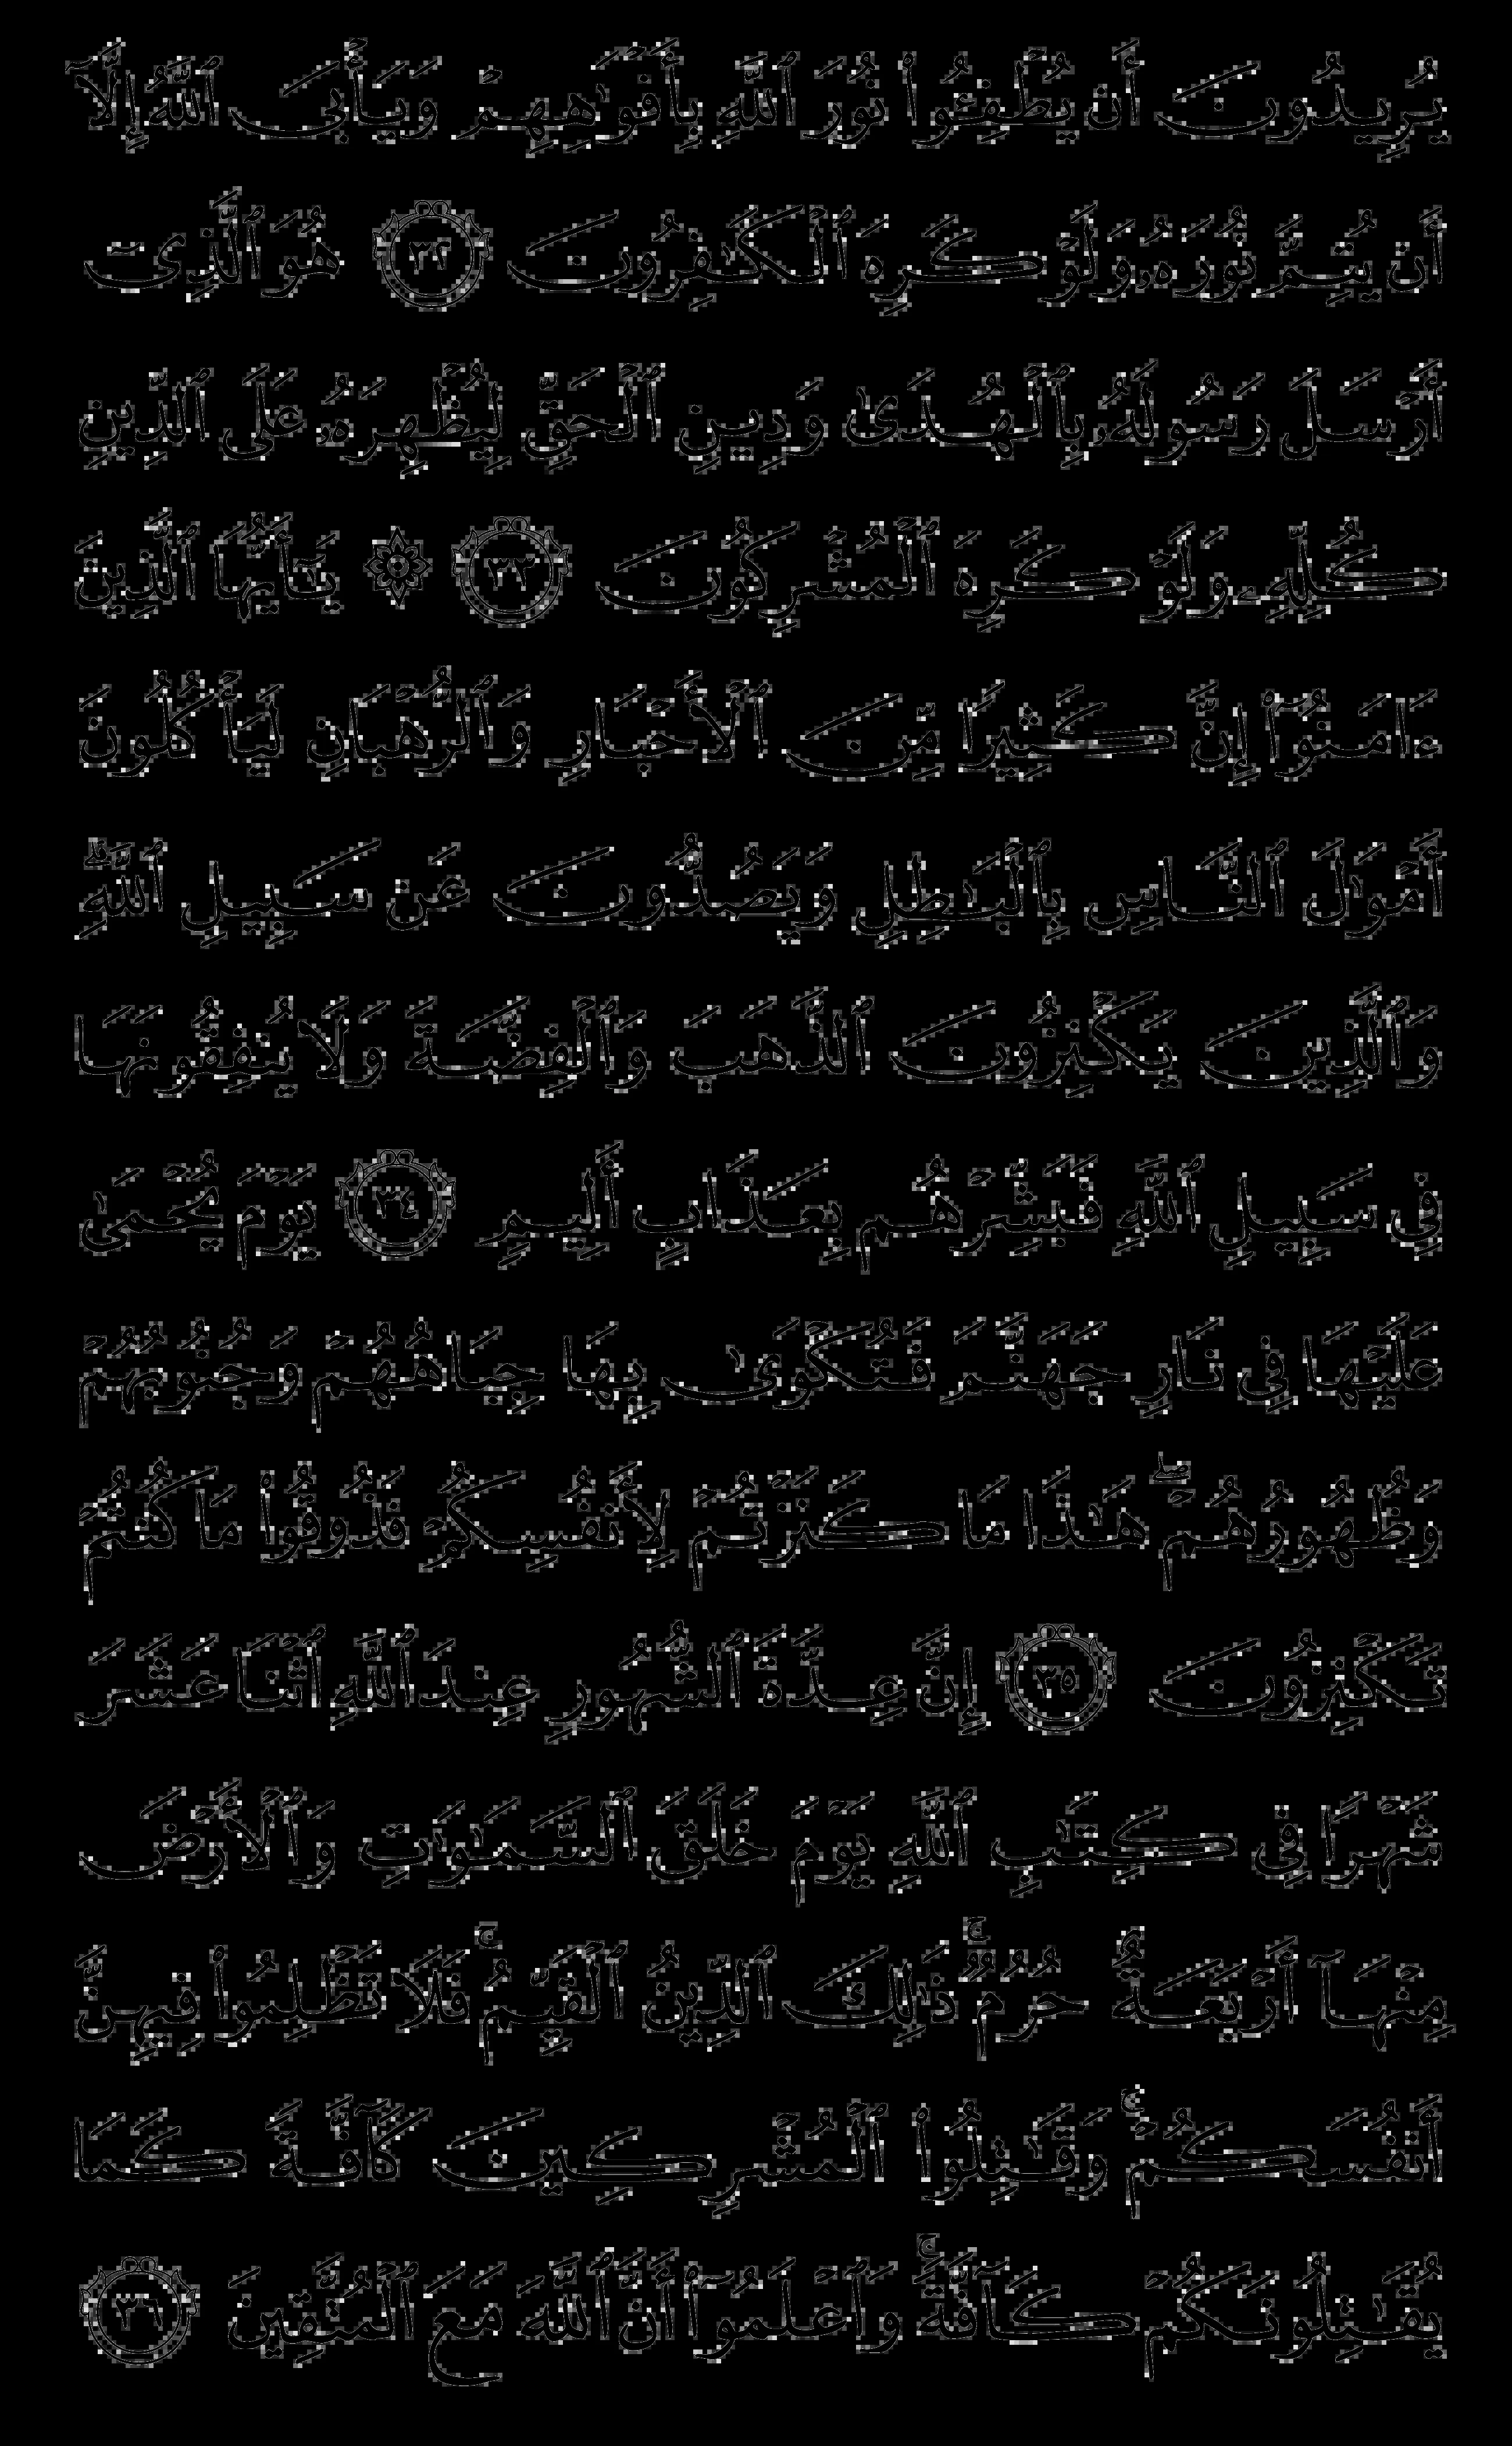 يُرِيدُونَ أَن يُطْفِـُٔوا۟ نُورَ ٱللَّهِ بِأَفْوَٰهِهِمْ وَيَأْبَى ٱللَّهُ إِلَّآ
أَن يُتِمَّ نُورَهُۥ وَلَوْ كَرِهَ ٱلْكَـٰفِرُونَ ٣٢ هُوَ ٱلَّذِىٓ
أَرْسَلَ رَسُولَهُۥ بِٱلْهُدَىٰ وَدِينِ ٱلْحَقِّ لِيُظْهِرَهُۥ عَلَى ٱلدِّينِ
كُلِّهِۦ وَلَوْ كَرِهَ ٱلْمُشْرِكُونَ ٣٣ ۞ يَـٰٓأَيُّهَا ٱلَّذِينَ
ءَامَنُوٓا۟ إِنَّ كَثِيرًا مِّنَ ٱلْأَحْبَارِ وَٱلرُّهْبَانِ لَيَأْكُلُونَ
أَمْوَٰلَ ٱلنَّاسِ بِٱلْبَـٰطِلِ وَيَصُدُّونَ عَن سَبِيلِ ٱللَّهِ ۗ
وَٱلَّذِينَ يَكْنِزُونَ ٱلذَّهَبَ وَٱلْفِضَّةَ وَلَا يُنفِقُونَهَا
فِى سَبِيلِ ٱللَّهِ فَبَشِّرْهُم بِعَذَابٍ أَلِيمٍ ٣٤ يَوْمَ يُحْمَىٰ
عَلَيْهَا فِى نَارِ جَهَنَّمَ فَتُكْوَىٰ بِهَا جِبَاهُهُمْ وَجُنُوبُهُمْ
وَظُهُورُهُمْ ۖ هَـٰذَا مَا كَنَزْتُمْ لِأَنفُسِكُمْ فَذُوقُوا۟ مَا كُنتُمْ
تَكْنِزُونَ ٣٥ إِنَّ عِدَّةَ ٱلشُّهُورِ عِندَ ٱللَّهِ ٱثْنَا عَشَرَ
شَهْرًا فِى كِتَـٰبِ ٱللَّهِ يَوْمَ خَلَقَ ٱلسَّمَـٰوَٰتِ وَٱلْأَرْضَ
مِنْهَآ أَرْبَعَةٌ حُرُمٌ ۚ ذَٰلِكَ ٱلدِّينُ ٱلْقَيِّمُ ۚ فَلَا تَظْلِمُوا۟ فِيهِنَّ
أَنفُسَكُمْ ۚ وَقَـٰتِلُوا۟ ٱلْمُشْرِكِينَ كَآفَّةً كَمَا
يُقَـٰتِلُونَكُمْ كَآفَّةً ۚ وَٱعْلَمُوٓا۟ أَنَّ ٱللَّهَ مَعَ ٱلْمُتَّقِينَ ٣٦